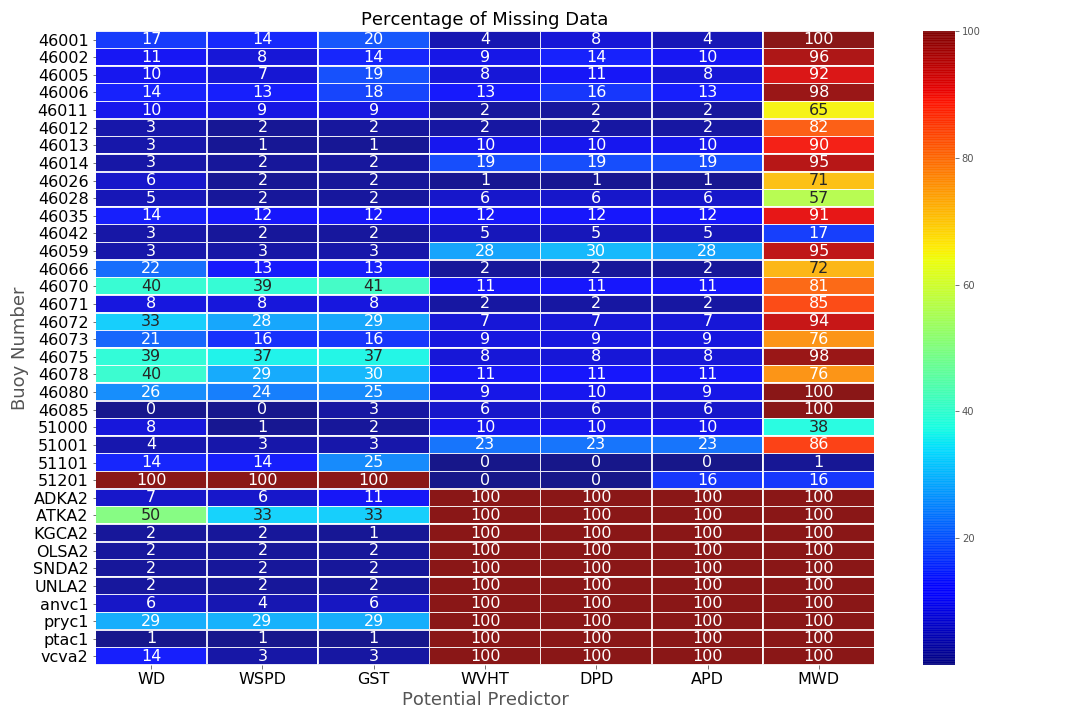 Percentage of Missing Data
46001 17 14 20 4 8 4 100
46002 11 8 14 9 14 10 96
46005 10 7 19 8 11 8 92
46006 14 13 18 13 16 13 98
46011 10 9 9 2 2 2 65
46012 3 2 2 2 2 2 82
46013 3 1 1 10 10 10 90
46014 3 2 2 19 19 19 95
46026 6 2 2 1 1 1 71
46028 5 2 2 6 6 6 57
46035 14 12 12 12 12 12 91
46042 3 2 2 5 5 5 17
46059 3 3 3 28 30 28 95
46066 22 13 13 2 2 2 72
46070 40 39 41 11 11 11 81
46071 8 8 8 2 2 2 85
46072 33 28 29 7 7 7 94
46073 21 16 16 9 9 9 76
46075 39 37 37 8 8 8 98
46078 40 29 30 11 11 11 76
46080 26 24 25 9 10 9 100
46085 0 0 3 6 6 6 100
51000 8 1 2 10 10 10 38
51001 4 3 3 23 23 23 86
51101 14 14 25 0 0 0 1
51201 100 100 100 0 0 16 16
ADKA2 7 6 11 100 100 100 100
ATKA2 50 33 33 100 100 100 100
KGCA2 2 2 2 100 100 100 100
OLSA2 2 2 2 100 100 100 100
SNDA2 2 2 2 100 100 100 100
UNLA2 2 2 2 100 100 100 100
anvc1 6 4 6 100 100 100 100
pryc1 29 29 29 100 100 100 100
ptac1 1 1 1 100 100 100 100
vcva2 14 3 3 100 100 100 100
WD WSPD GST WVHT DPD APD MWD
Potential Predictor
Buoy Number
100
80
60
40
20